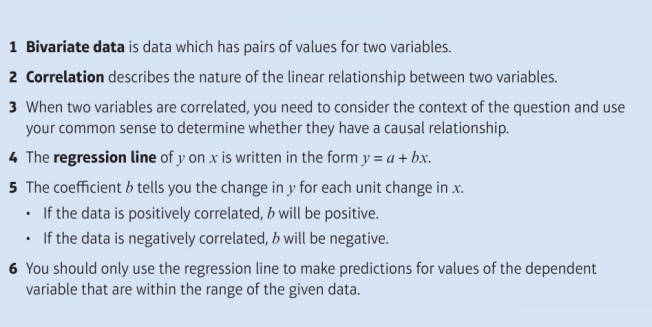 1 Bivariate data is data which has pairs of values for two variables.
2 Correlation describes the nature of the linear relationship between two variables.
3 When two variables are correlated, you need to consider the context of the question and use
your common sense to determine whether they have a causal relationship.
4 The regression line of y on x is written in the form y = a + bx.
5 The coefficient b tells you the change in y for each unit change in x.
• If the data is positively correlated, b will be positive.
• If the data is negatively correlated, b will be negative.
6 You should only use the regression line to make predictions for values of the dependent
variable that are within the range of the given data.